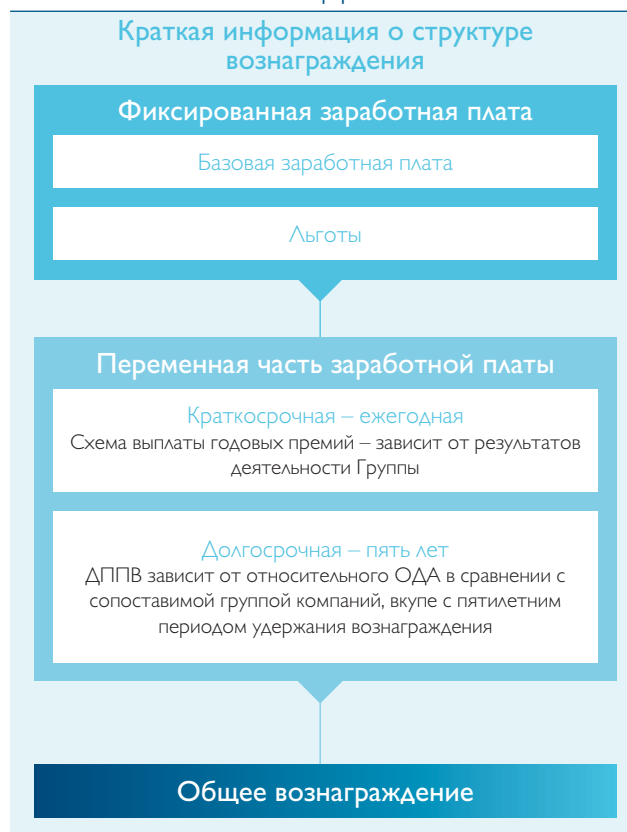 Краткая информация о структуре
вознаграждения
Фиксированная заработная плата
Базовая заработная плата
Льготы
Переменная часть заработной платы
Краткосрочная – ежегодная
Схема выплаты годовых премий – зависит от результатов
деятельности Группы
Долгосрочная – пять лет
ДППВ зависит от относительного ОДА в сравнении с
сопоставимой группой компаний, вкупе с пятилетним
периодом удержания вознаграждения
Общее вознаграждение